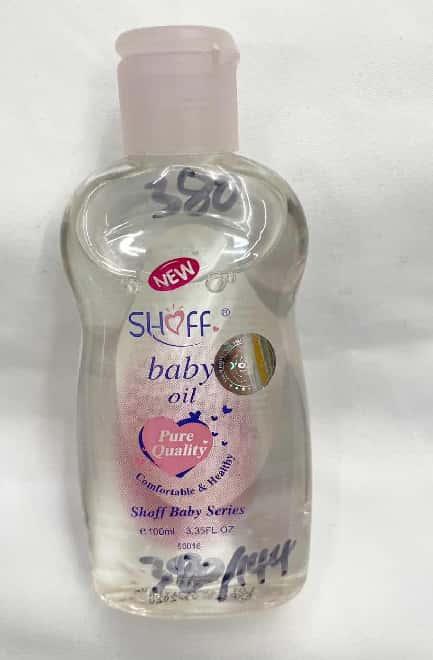 380
NEW
SHOFF®
baby
oil
Pure
Quality
Comfortable & Healthy
Shoff Baby Series
e100ml 3.35FL.OZ